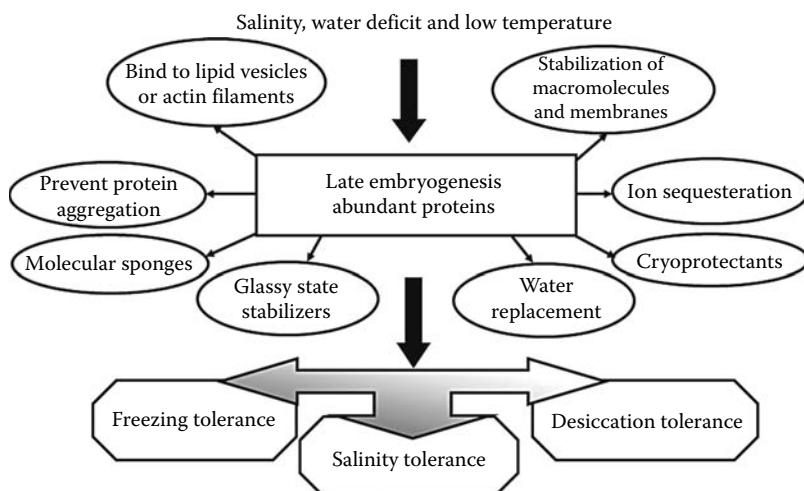 Salinity, water deficit and low temperature
Bind to lipid vesicles
or actin filaments
Stabilization of
macromolecules
and membranes
Prevent protein
aggregation
Late embryogenesis
abundant proteins
Ion sequesteration
Molecular sponges
Glassy state
stabilizers
Water
replacement
Cryoprotectants
Freezing tolerance
Salinity tolerance
Desiccation tolerance